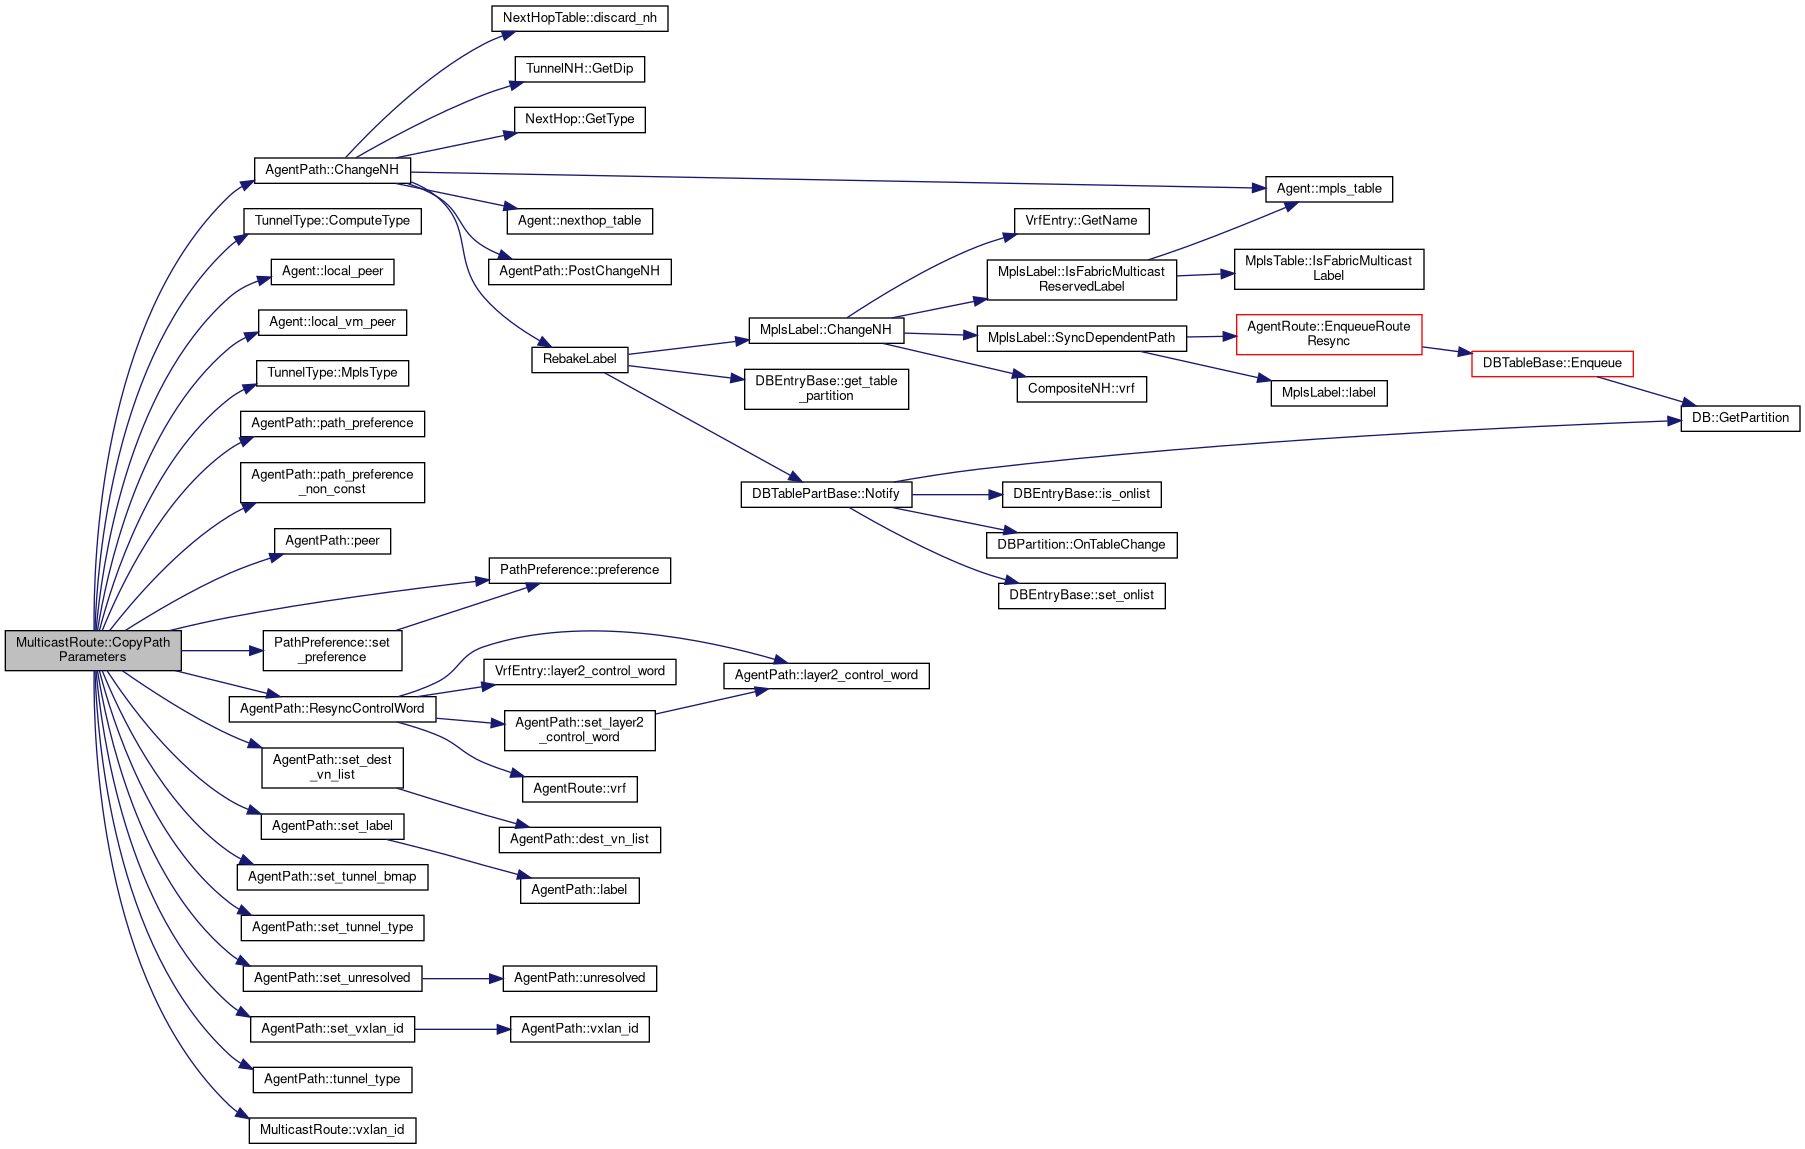 NextHopTable::discard_nh
TunnelNH::GetDip
NextHop::GetType
AgentPath::ChangeNH
Agent::mpls_table
TunnelType::ComputeType
Agent::nexthop_table
VrfEntry::GetName
Agent::local_peer
AgentPath::PostChangeNH
MplsLabel::IsFabricMulticast
ReservedLabel
MplsTable::IsFabricMulticast
Label
Agent::local_vm_peer
MplsLabel::ChangeNH
MplsLabel::SyncDependentPath
AgentRoute::EnqueueRoute
Resync
RebakeLabel
DBTableBase::Enqueue
TunnelType::MplsType
DBEntryBase::get_table
_partition
CompositeNH::vrf
MplsLabel::label
AgentPath::path_preference
DB::GetPartition
AgentPath::path_preference
_non_const
DBTablePartBase::Notify
DBEntryBase::is_onlist
AgentPath::peer
DBPartition::OnTableChange
PathPreference::preference
DBEntryBase::set_onlist
MulticastRoute::CopyPath
Parameters
PathPreference::set
_preference
VrfEntry::layer2_control_word
AgentPath::layer2_control_word
AgentPath::ResyncControlWord
AgentPath::set_layer2
_control_word
AgentPath::set_dest
_vn_list
AgentRoute::vrf
AgentPath::set_label
AgentPath::dest_vn_list
AgentPath::set_tunnel_bmap
AgentPath::label
AgentPath::set_tunnel_type
AgentPath::set_unresolved
AgentPath::unresolved
AgentPath::set_vxlan_id
AgentPath::vxlan_id
AgentPath::tunnel_type
MulticastRoute::vxlan_id